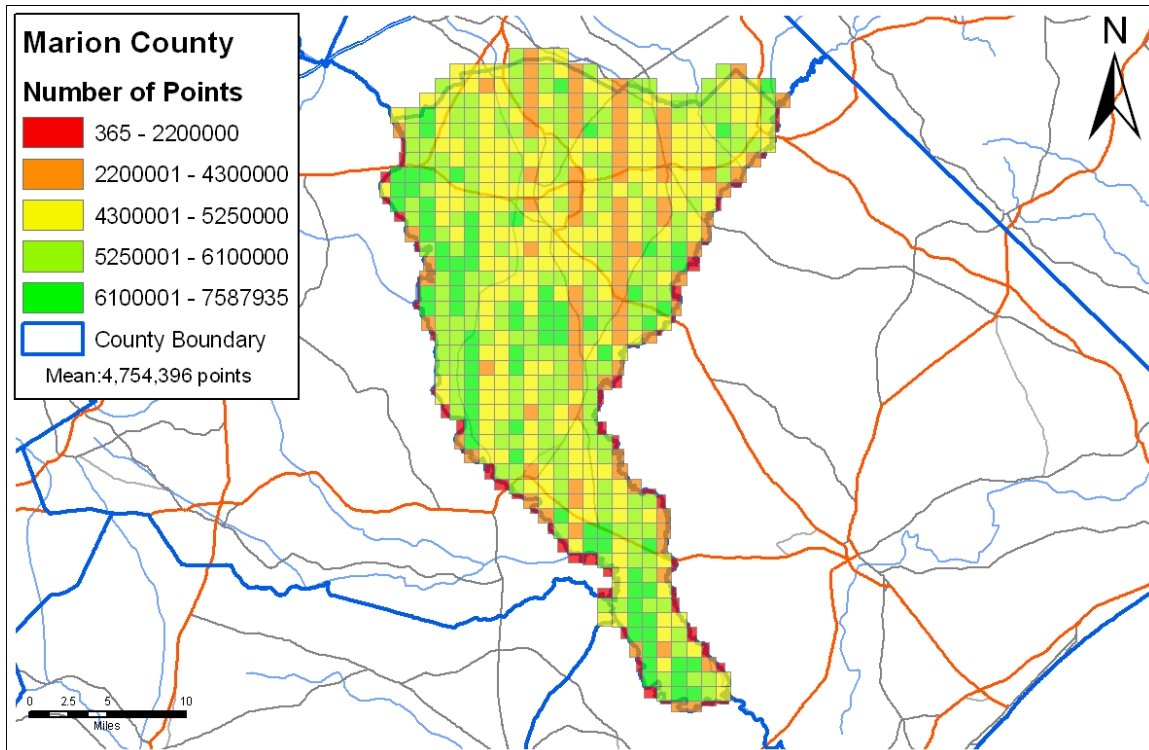 Marion County
Number of Points
365 - 2200000
2200001 - 4300000
4300001 - 5250000
5250001 - 6100000
6100001 - 7587935
County Boundary
Mean:4,754,396 points
N
0 2.5 5 10
Miles